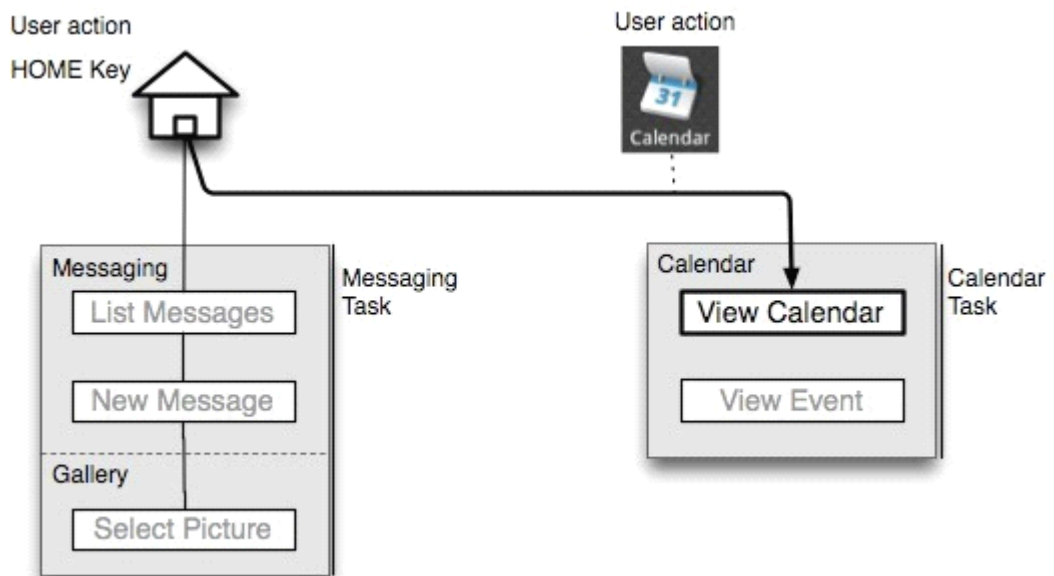 User action
HOME Key
User action
31
Calendar
Messaging
List Messages
New Message
Gallery
Select Picture
Messaging
Task
Calendar
View Calendar
View Event
Calendar
Task